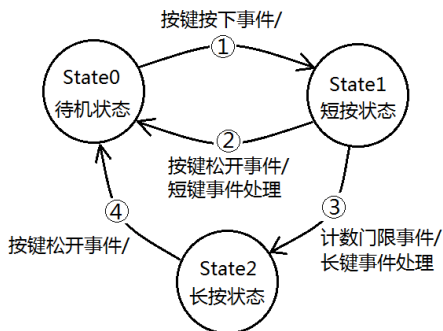 按键按下事件/
①
State0
待机状态
State1
短按状态
②
按键松开事件/
短键事件处理
③
④
按键松开事件/
计数门限事件/
长键事件处理
State2
长按状态